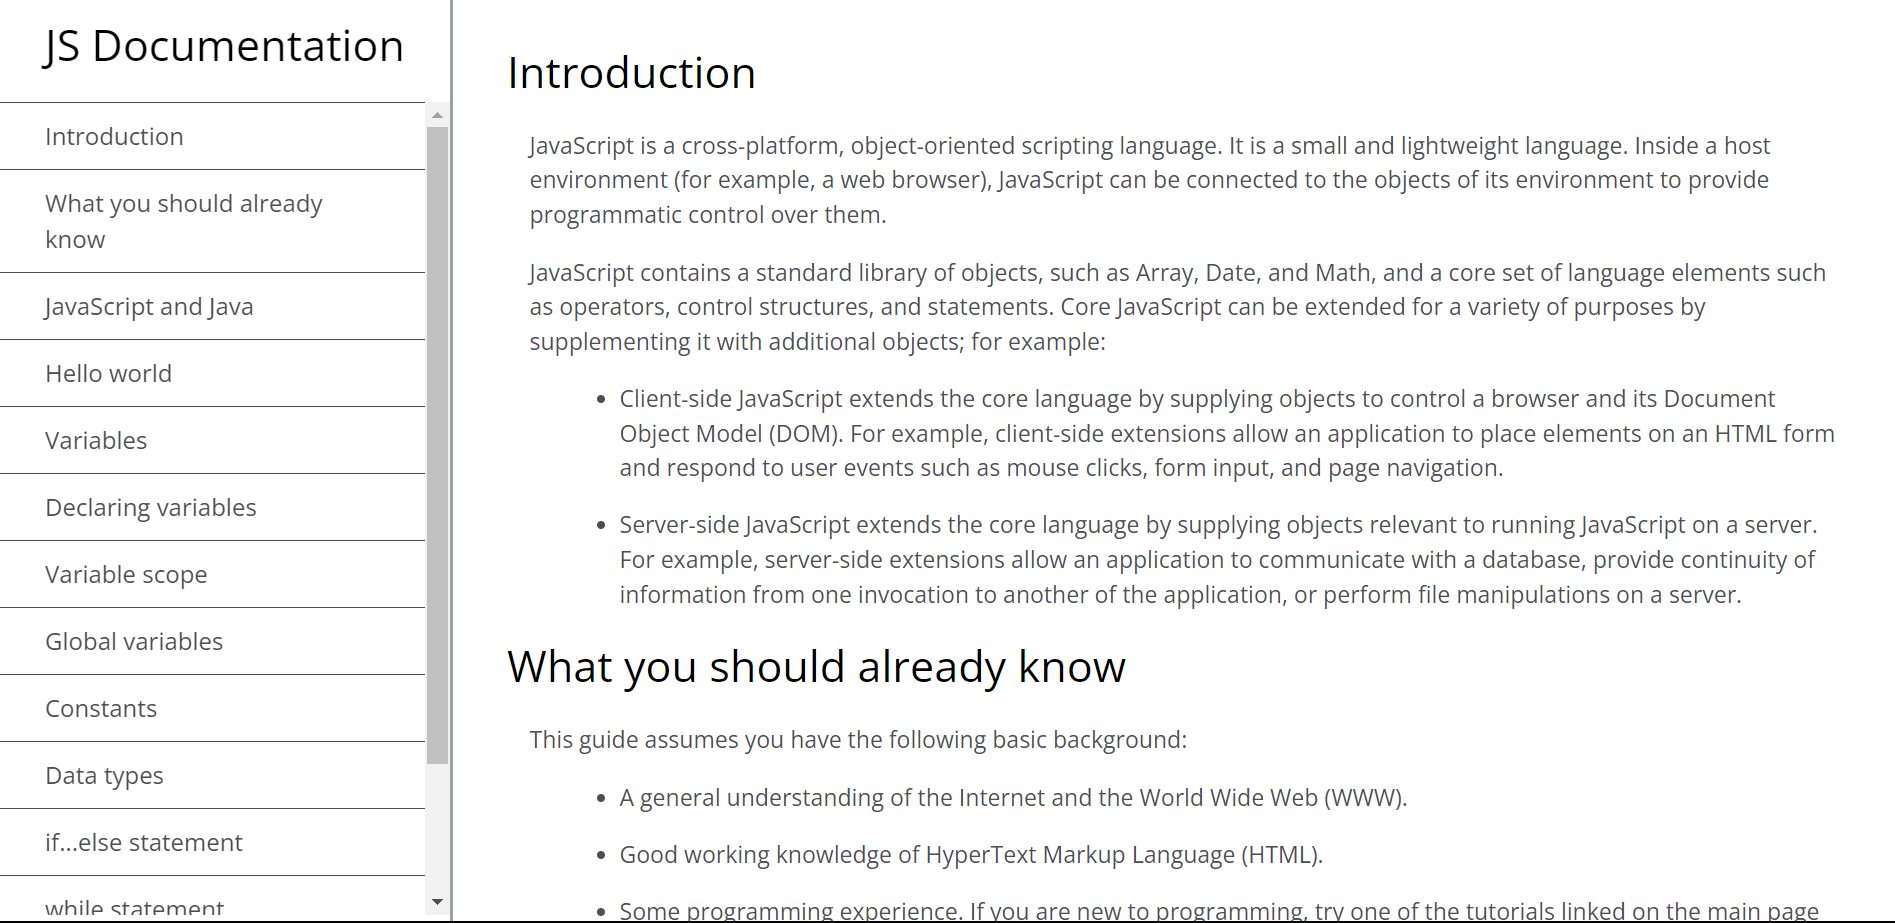 JS Documentation
Introduction
What you should already
know
JavaScript and Java
Hello world
Variables
Declaring variables
Variable scope
Global variables
Constants
Data types
if...else statement
while statement
Introduction
JavaScript is a cross-platform, object-oriented scripting language. It is a small and lightweight language. Inside a host
environment (for example, a web browser), JavaScript can be connected to the objects of its environment to provide
programmatic control over them.
JavaScript contains a standard library of objects, such as Array, Date, and Math, and a core set of language elements such
as operators, control structures, and statements. Core JavaScript can be extended for a variety of purposes by
supplementing it with additional objects; for example:
• Client-side JavaScript extends the core language by supplying objects to control a browser and its Document
Object Model (DOM). For example, client-side extensions allow an application to place elements on an HTML form
and respond to user events such as mouse clicks, form input, and page navigation.
• Server-side JavaScript extends the core language by supplying objects relevant to running JavaScript on a server.
For example, server-side extensions allow an application to communicate with a database, provide continuity of
information from one invocation to another of the application, or perform file manipulations on a server.
What you should already know
This guide assumes you have the following basic background:
• A general understanding of the Internet and the World Wide Web (WWW).
• Good working knowledge of HyperText Markup Language (HTML).
• Some programming experience. If you are new to programming, try one of the tutorials linked on the main page